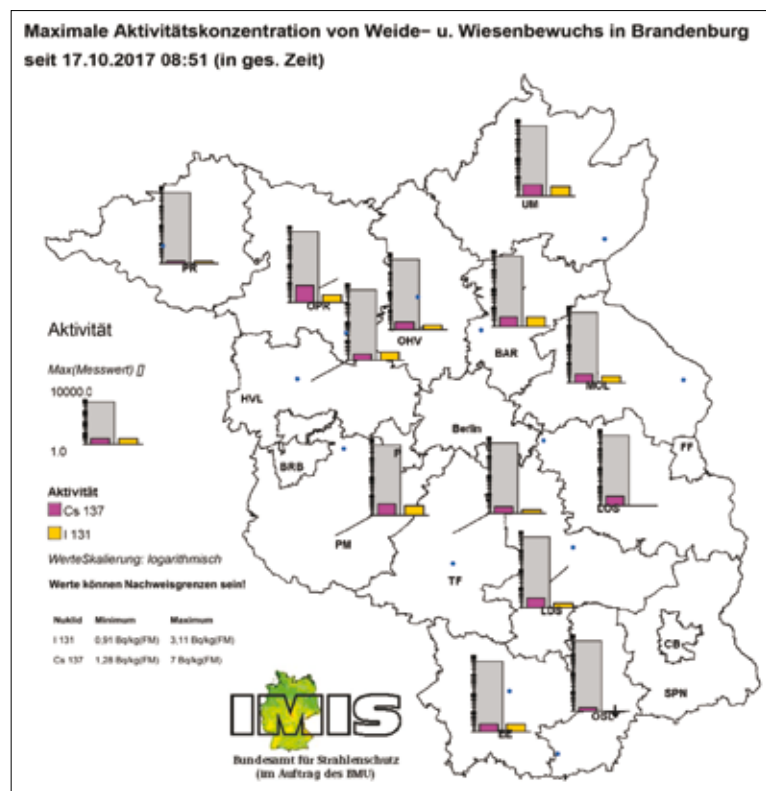 Maximale Aktivitätskonzentration von Weide− u. Wiesenbewuchs in Brandenburg
seit 17.10.2017 08:51 (in ges. Zeit)
UM
PR
OPR
OHV
BAR
MOL
Aktivität
Max(Messwert) []
10000.0
1.0
HVL
Berlin
BRB
P
FF
LOS
Aktivität
Cs 137
I 131
PM
TF
WerteSkalierung: logarithmisch
Werte können Nachweisgrenzen sein!
LDS
Nuklid Minimum Maximum
I 131 0,91 Bq/kg(FM) 3,11 Bq/kg(FM)
Cs 137 1,28 Bq/kg(FM) 7 Bq/kg(FM)
CB
SPN
OSL
EE
IMIS
Bundesamt für Strahlenschutz
(im Auftrag des BMU)